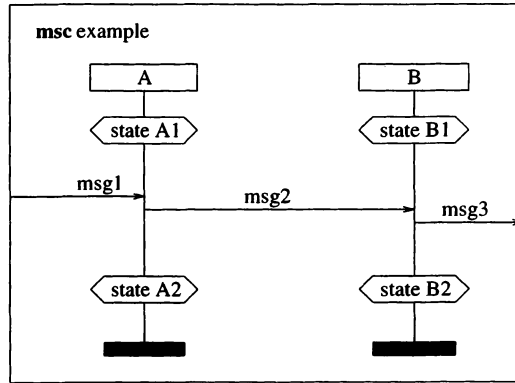 msc example
A
B
state A1
state B1
msg1
msg2
msg3
state A2
state B2